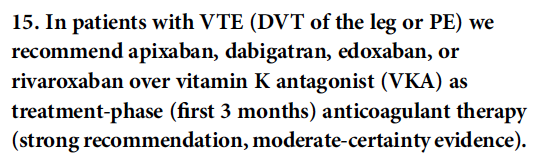 15. In patients with VTE (DVT of the leg or PE) we
recommend apixaban, dabigatran, edoxaban, or
rivaroxaban over vitamin K antagonist (VKA) as
treatment-phase (first 3 months) anticoagulant therapy
(strong recommendation, moderate-certainty evidence).